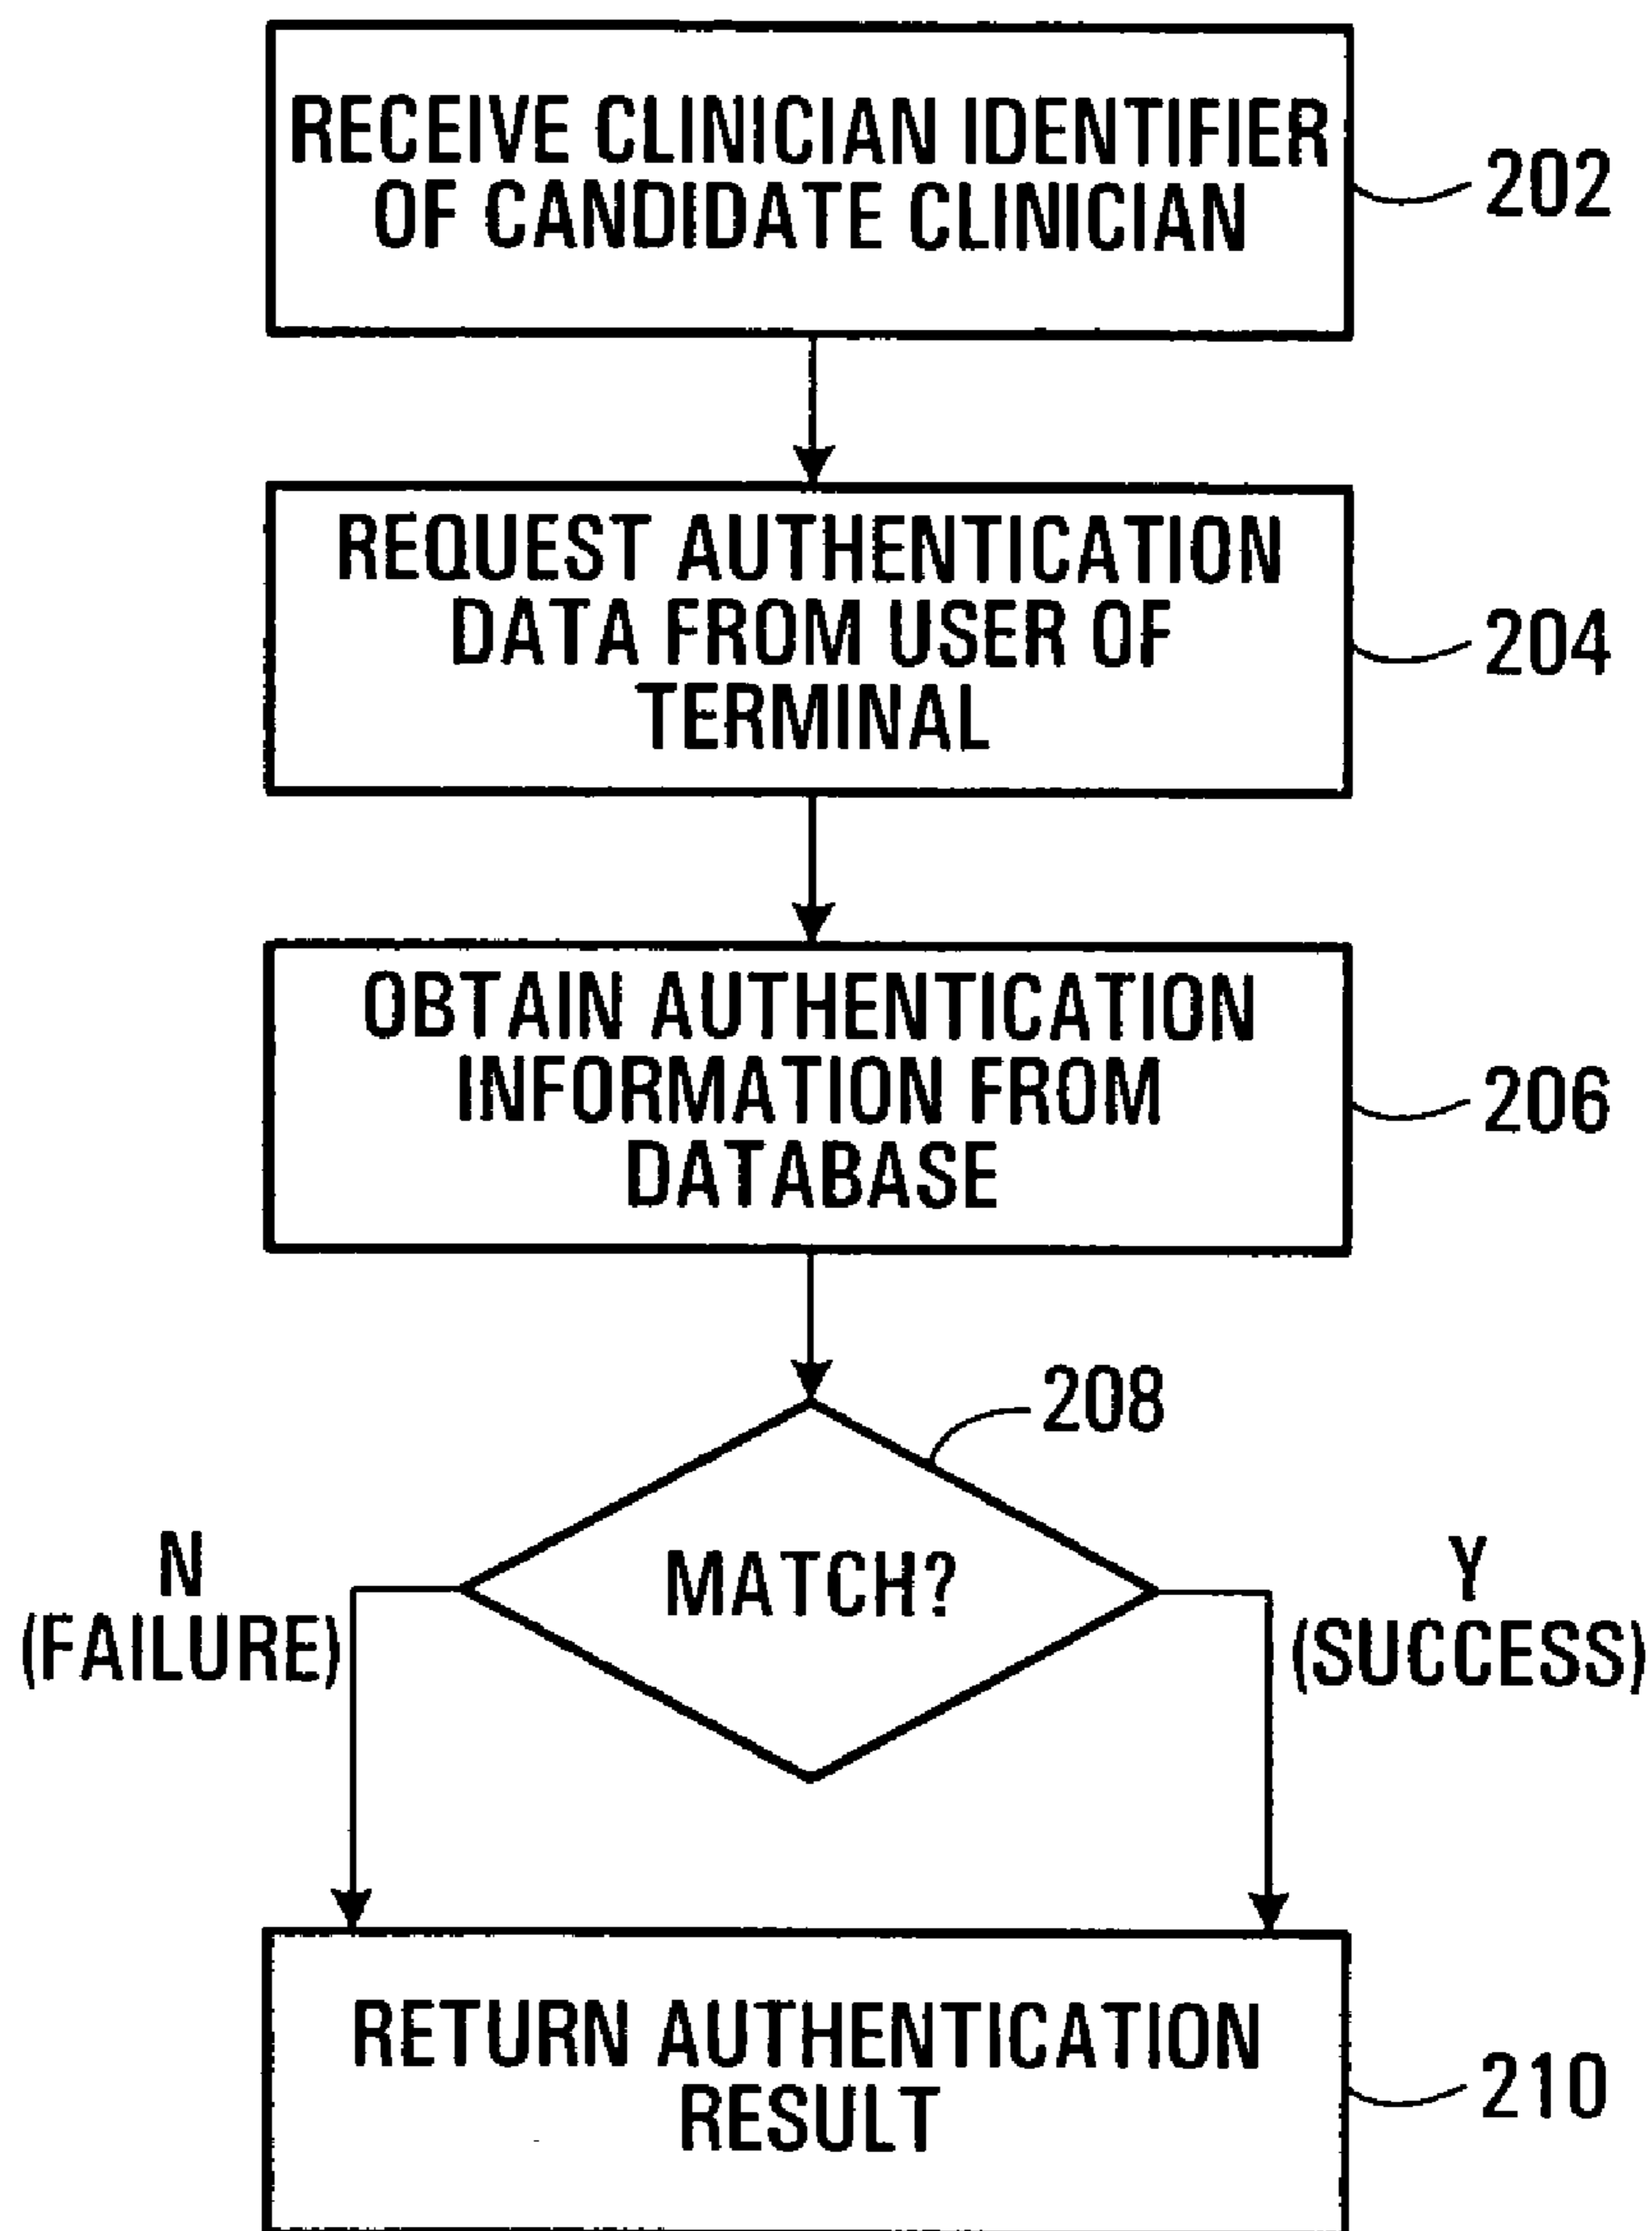 RECEIVE CLINICIAN IDENTIFIER
OF CANDIDATE CLINICIAN
202
REQUEST AUTHENTICATION
DATA FROM USER OF
TERMINAL
204
OBTAIN AUTHENTICATION
INFORMATION FROM
DATABASE
206
208
MATCH?
N
(FAILURE)
Y
(SUCCESS)
RETURN AUTHENTICATION
RESULT
210